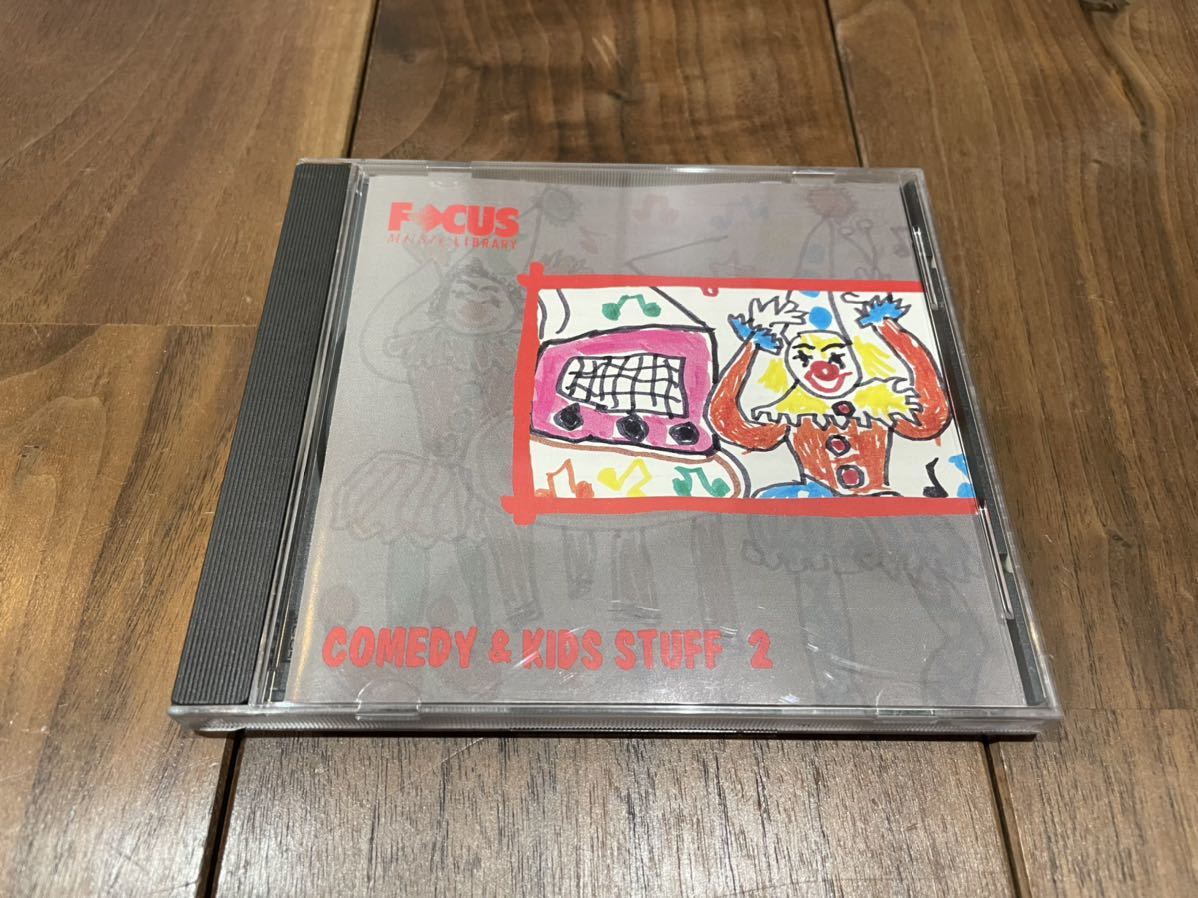 FOCUS
MUSIC LIBRARY
COMEDY & KIDS STUFF 2